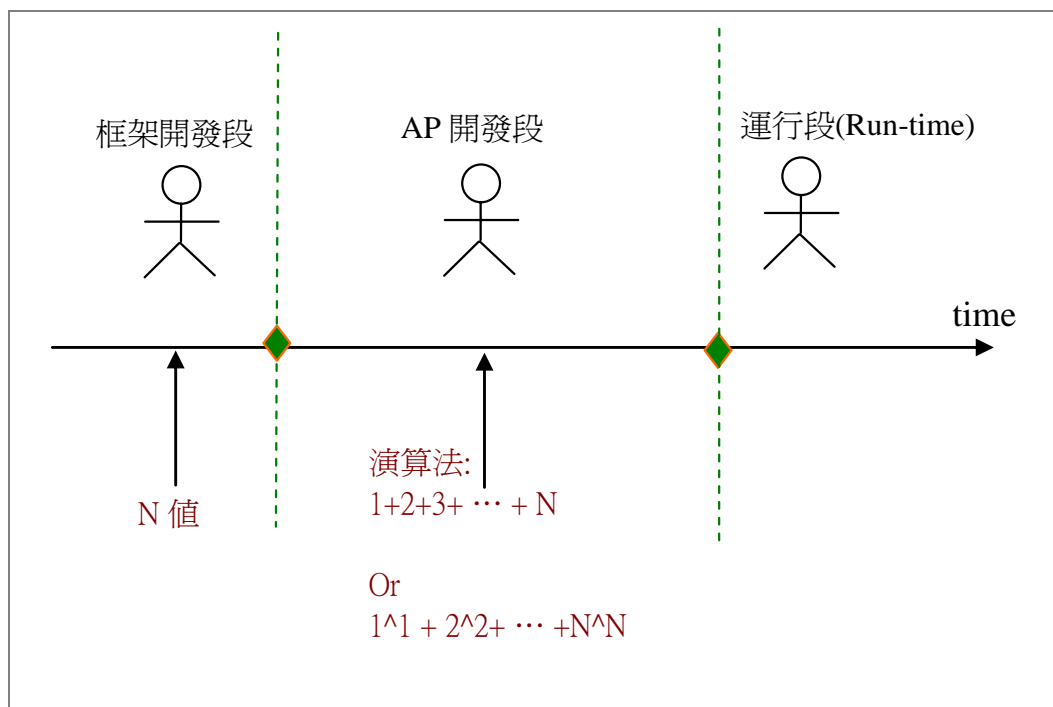 框架開發段
AP 開發段
運行段(Run-time)
time
N 值
演算法:
1+2+3+ … + N
Or
1^1 + 2^2+ … +N^N